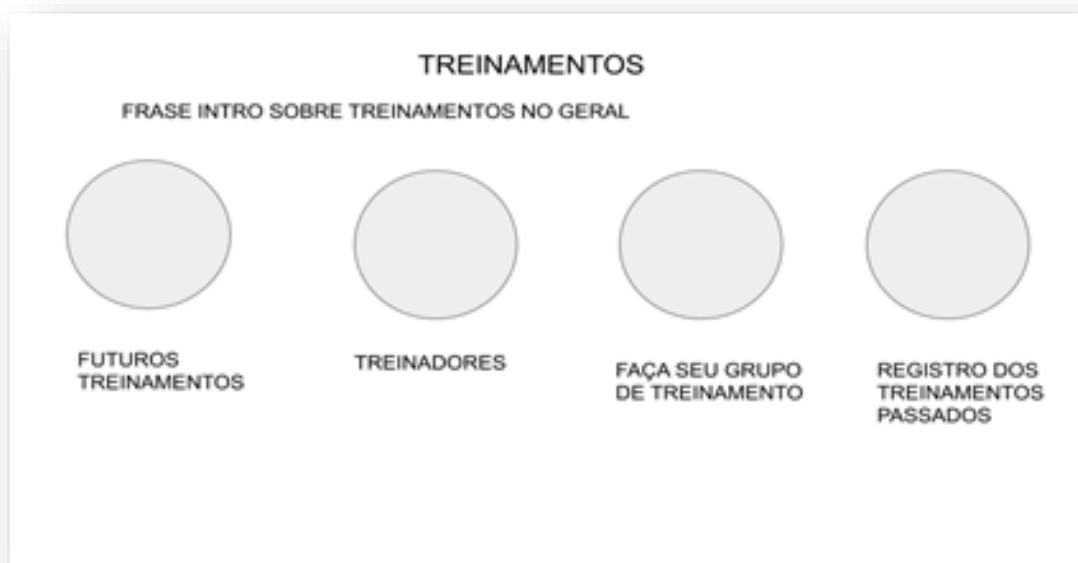 TREINAMENTOS
FRASE INTRO SOBRE TREINAMENTOS NO GERAL
FUTUROS
TREINAMENTOS
TREINADORES
FAÇA SEU GRUPO
DE TREINAMENTO
REGISTRO DOS
TREINAMENTOS
PASSADOS